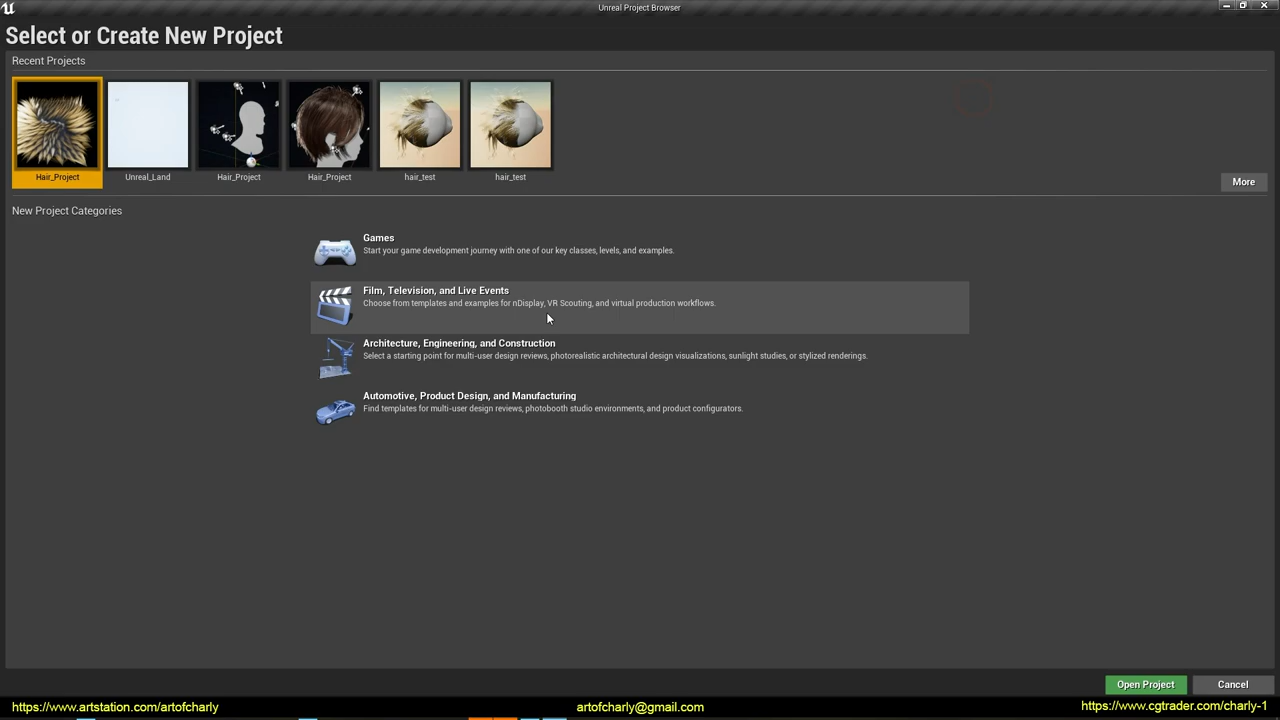 Unreal Project Browser
Select or Create New Project
Recent Projects
Hair_Project
Unreal_Land
Hair_Project
Hair_Project
hair_test
hair_test
More
New Project Categories
Games
Start your game development journey with one of our key classes, levels, and examples.
Film, Television, and Live Events
Choose from templates and examples for nDisplay, VR Scouting, and virtual production workflows.
Architecture, Engineering, and Construction
Select a starting point for multi-user design reviews, photorealistic architectural design visualizations, sunlight studies, or stylized renderings.
Automotive, Product Design, and Manufacturing
Find templates for multi-user design reviews, photobooth studio environments, and product configurators.
Open Project
Cancel
https://www.artstation.com/artofcharly
artofcharly@gmail.com
https://www.cgtrader.com/charly-1